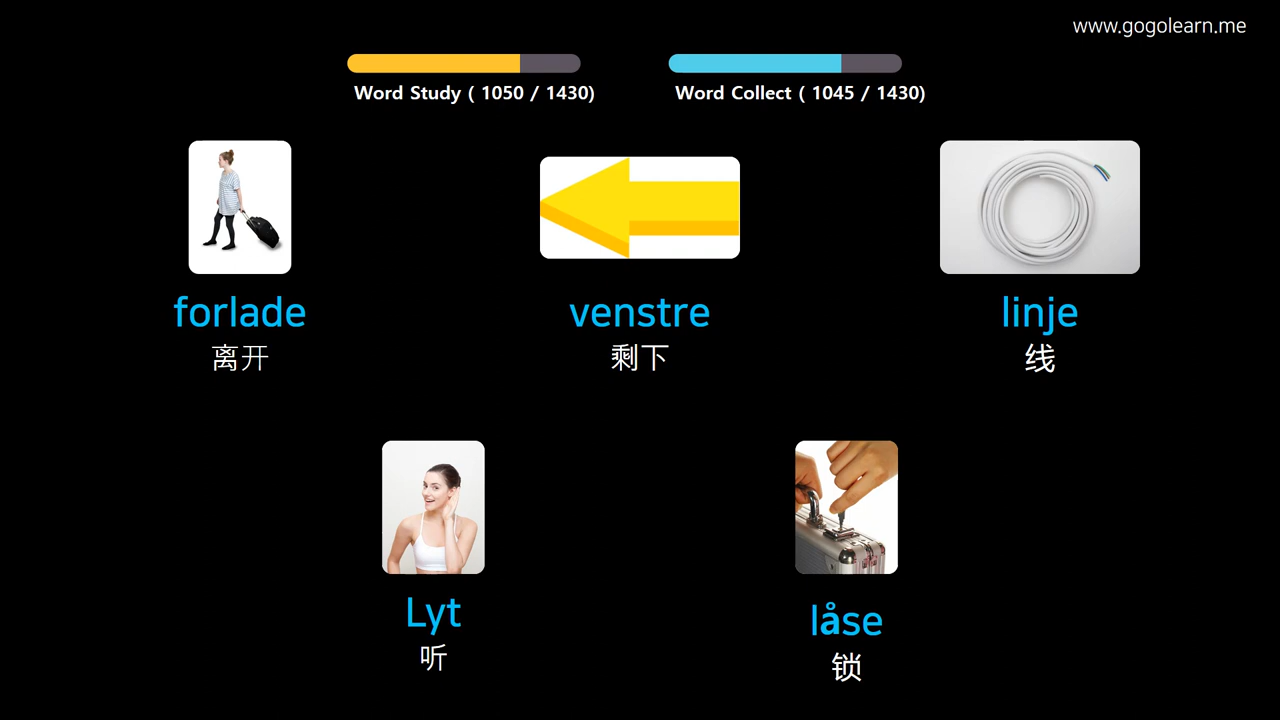 www.gogolearn.me
Word Study ( 1050 / 1430)
Word Collect ( 1045 / 1430)
forlade
离开
venstre
剩下
linje
线
Lyt
听
låse
锁